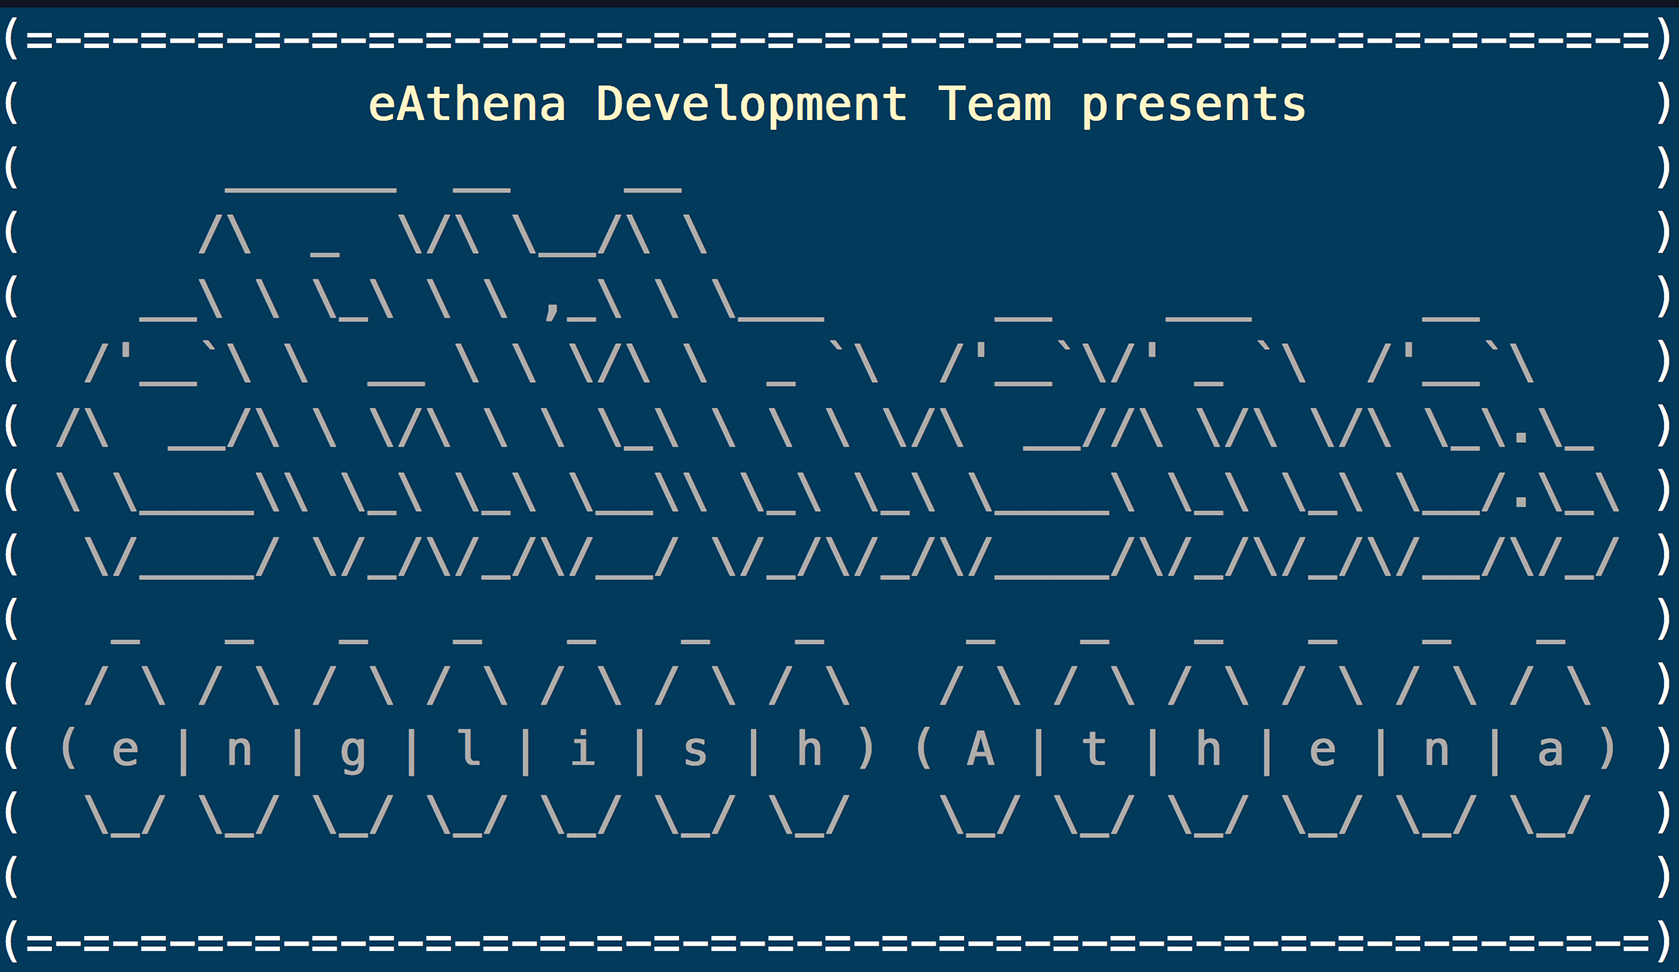 (=-=-=-=-=-=-=-=-=-=-=-=-=-=-=-=-=-=-=-=-=-=-=-=-=-=-=-=-=)
(            eAthena Development Team presents            )
(       ______  __    __                                  )
(      /\  _  \/\ \__/\ \                                 )
(    __\ \ \_\ \ \ ,_\ \ \___      __    ___      __      )
(  /'__`\ \  __ \ \ \/\ \  _ `\  /'__`\/' _ `\  /'__`\    )
( /\  __/\ \ \/\ \ \ \_\ \ \ \ \/\  __//\ \/\ \/\ \_\.\_  )
( \ \____\\ \_\ \_\ \__\\ \_\ \_\ \____\ \_\ \_\ \__/.\_\ )
(  \/____/ \/_/\/_/\/__/ \/_/\/_/\/____/\/_/\/_/\/__/\/_/ )
(   _   _   _   _   _   _   _     _   _   _   _   _   _   )
(  / \ / \ / \ / \ / \ / \ / \   / \ / \ / \ / \ / \ / \  )
( ( e | n | g | l | i | s | h ) ( A | t | h | e | n | a ) )
(  \_/ \_/ \_/ \_/ \_/ \_/ \_/   \_/ \_/ \_/ \_/ \_/ \_/  )
(                                                         )
(=-=-=-=-=-=-=-=-=-=-=-=-=-=-=-=-=-=-=-=-=-=-=-=-=-=-=-=-=)